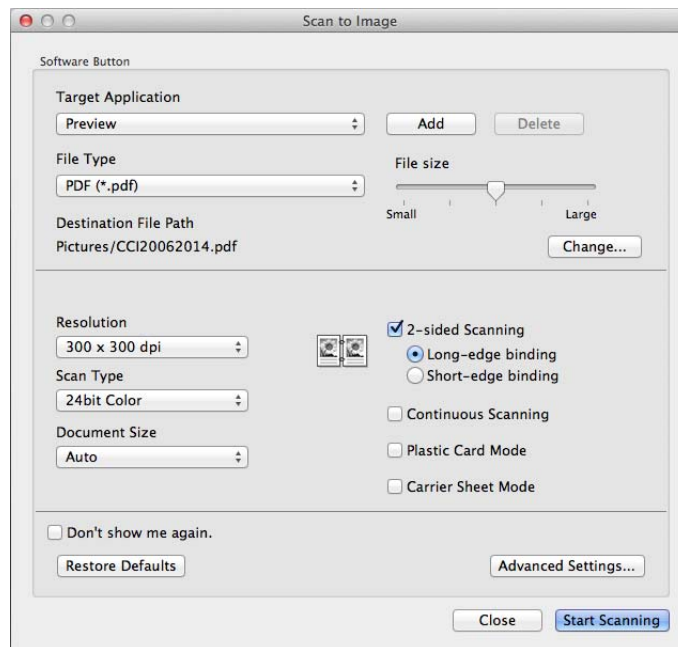 Scan to Image
Software Button
Target Application
Preview
Add
Delete
File Type
File size
PDF (*.pdf)
Small
Large
Destination File Path
Pictures/CCI20062014.pdf
Change...
Resolution
300 x 300 dpi
2-sided Scanning
Long-edge binding
Scan Type
Short-edge binding
24bit Color
Continuous Scanning
Document Size
Auto
Plastic Card Mode
Carrier Sheet Mode
Don't show me again.
Restore Defaults
Advanced Settings...
Close
Start Scanning